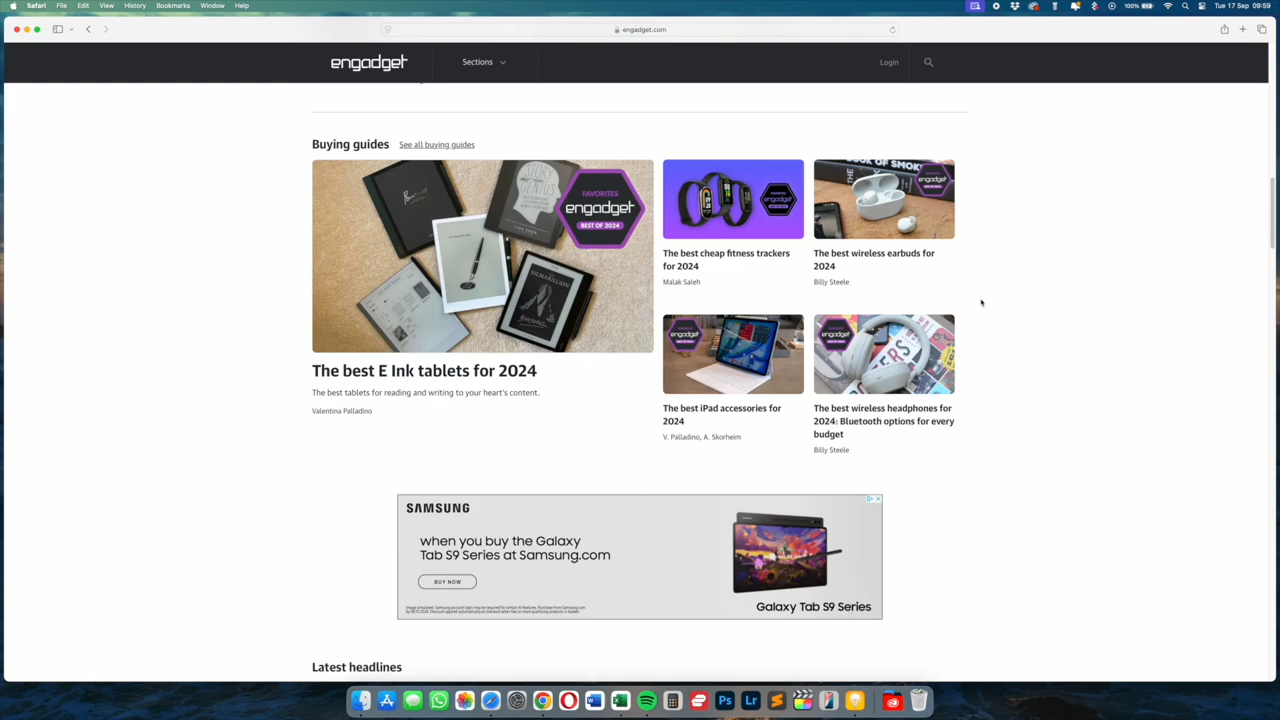 Safari File Edit View History Bookmarks Window Help
100% Tue 17 Sep 09:59
engadget.com
engadget
Sections
Login
Buying guides See all buying guides
FAVORITES
engadget
BEST OF 2024
The best E Ink tablets for 2024
The best tablets for reading and writing to your heart's content.
Valentina Palladino
The best cheap fitness trackers
for 2024
Malak Saleh
The best wireless earbuds for
2024
Billy Steele
engadget
The best iPad accessories for
2024
V. Palladino, A. Skorheim
engadget
The best wireless headphones for
2024: Bluetooth options for every
budget
Billy Steele
SAMSUNG
when you buy the Galaxy
Tab S9 Series at Samsung.com
BUY NOW
Galaxy Tab S9 Series
Latest headlines
Ps
Lr